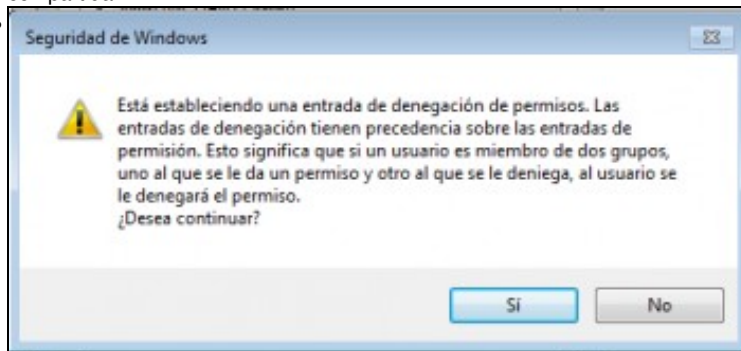 Seguridad de Windows
Está estableciendo una entrada de denegación de permisos. Las
entradas de denegación tienen precedencia sobre las entradas de
permisión. Esto significa que si un usuario es miembro de dos grupos,
uno al que se le da un permiso y otro al que se le deniega, al usuario se
le denegará el permiso.
¿Desea continuar?
Sí
No